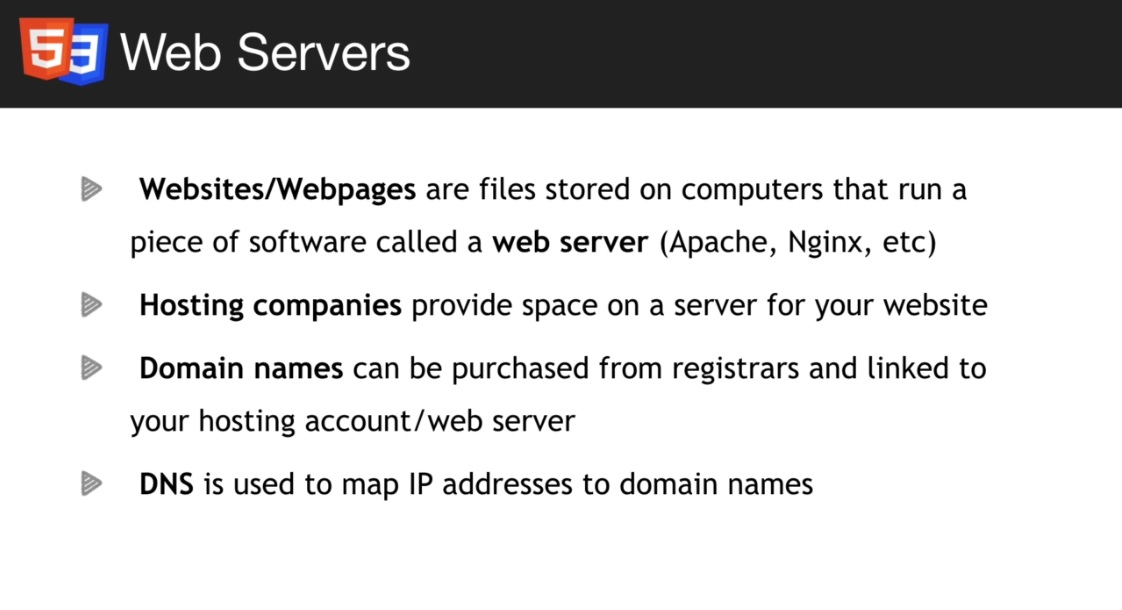 53 Web Servers
Websites/Webpages are files stored on computers that run a
piece of software called a web server (Apache, Nginx, etc)
Hosting companies provide space on a server for your website
Domain names can be purchased from registrars and linked to
your hosting account/web server
DNS is used to map IP addresses to domain names